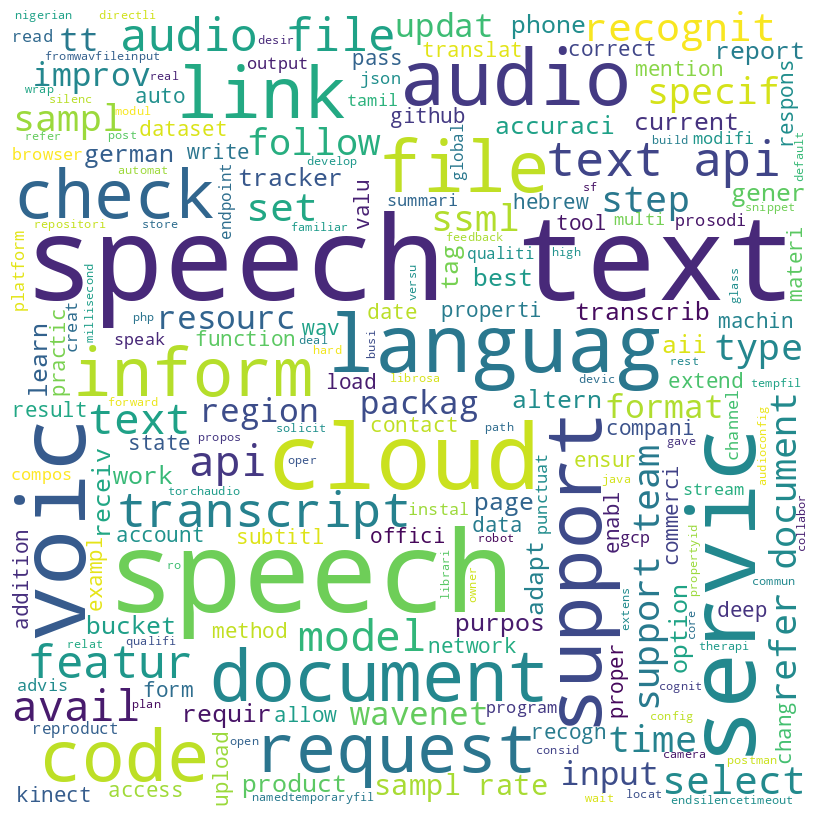 nigerian directli
read tt audio file updat phone recognit
fromwavfileinput desir output pass translat correct report
improv real link audio mention specif
wrap silenc modul auto json tamil respons
sampl refer post dataset github accuraci current build modifi default
browser german write follow develop file text api
automat tracker global
check endpoint set valu summari ssml hebrew step gener
repositori store familiar tag feedback tool multi prosodi sf snippet
platform speech versu qualiti high text materi
creat millisecond best glass
php resourc date properti transcrib machin
learn practic speak function wav deal busi languag aii type
inform hard load librosa devic rest tempfil
result forward text region packag altern extend format channel
propos solicit path contact compani
voic compos receiv work state oper api cloud ensur java audioconfig gave
transcript torchaudio instal page punctuat support servic stream document
addition exampl account subtitl offici data enabl gcp commerci propertyid collabor
ro robot librari owner adapt support team
speech extens core commun
bucket method model network purpos option deep refer document
relat qualifi proper therapi
featur document cognit
advis form
avail plan requir allow wavenet program recogn config chang
reproduct open consid time camera postman
code upload request input select
product sampl rate
kinect access namedtemporaryfil wait locat endsilencetimeout